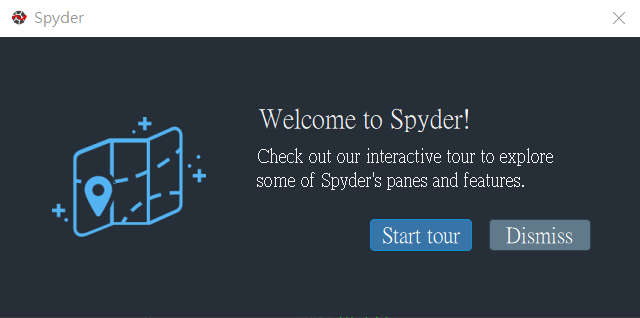 Spyder
Welcome to Spyder!
Check out our interactive tour to explore
some of Spyder's panes and features.
Start tour
Dismiss